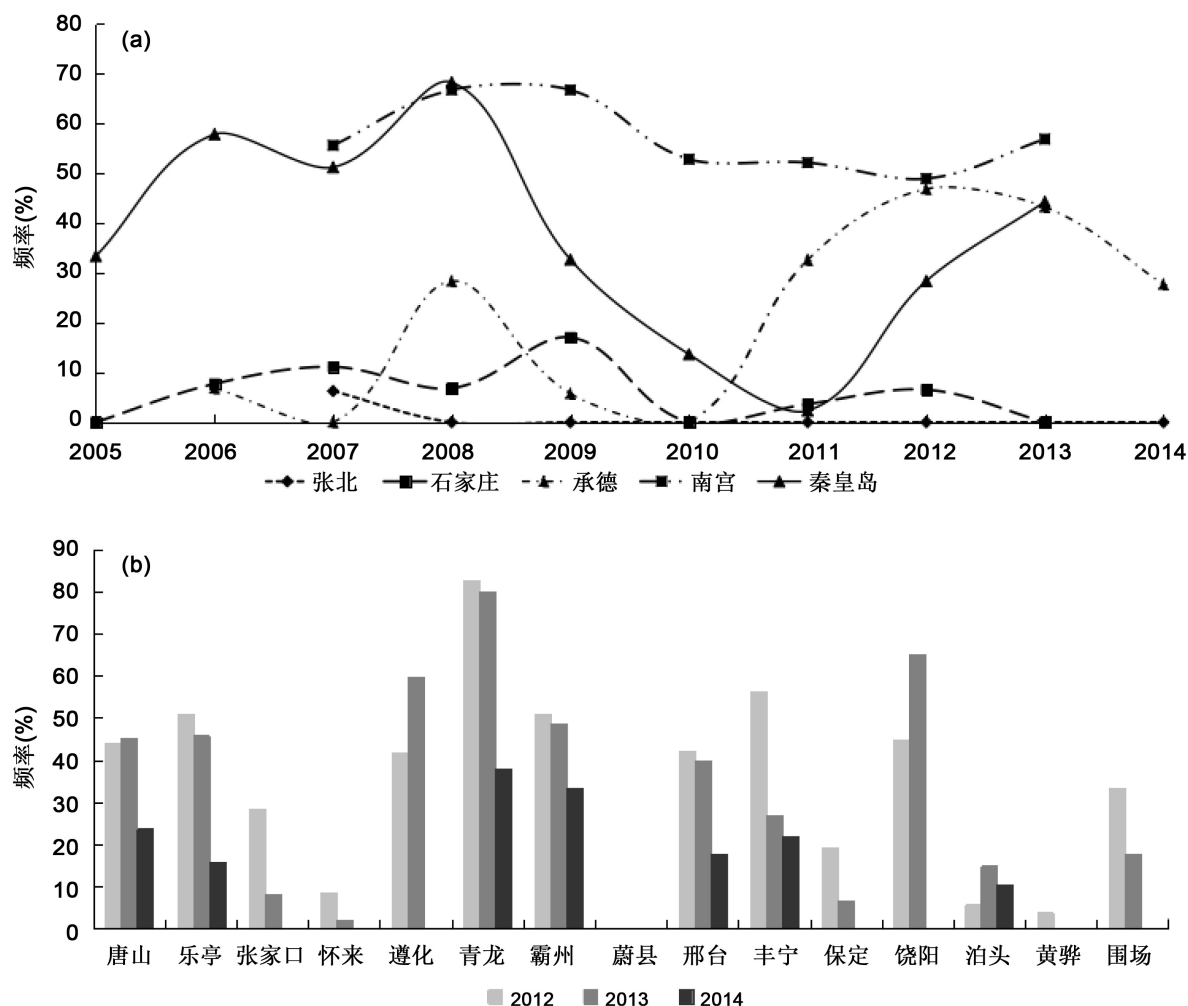 (a)
频率(%)
80
70
60
50
40
30
20
10
0
2005 2006 2007 2008 2009 2010 2011 2012 2013 2014
张北 石家庄 承德 南宫 秦皇岛
(b)
频率(%)
90
80
70
60
50
40
30
20
10
0
唐山 乐亭 张家口 怀来 遵化 青龙 霸州 蔚县 邢台 丰宁 保定 饶阳 泊头 黄骅 围场
2012 2013 2014